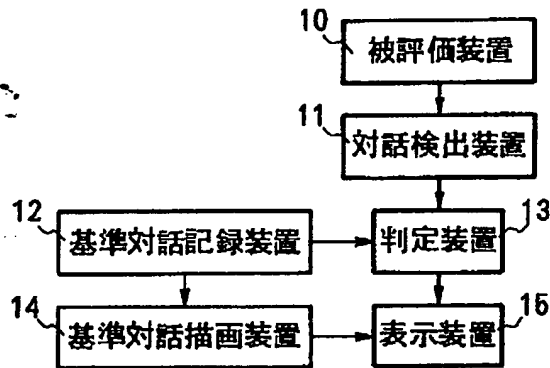 10
被評価装置
11
対話検出装置
12
基準対話記録装置
13
判定装置
14
基準対話描画装置
15
表示装置